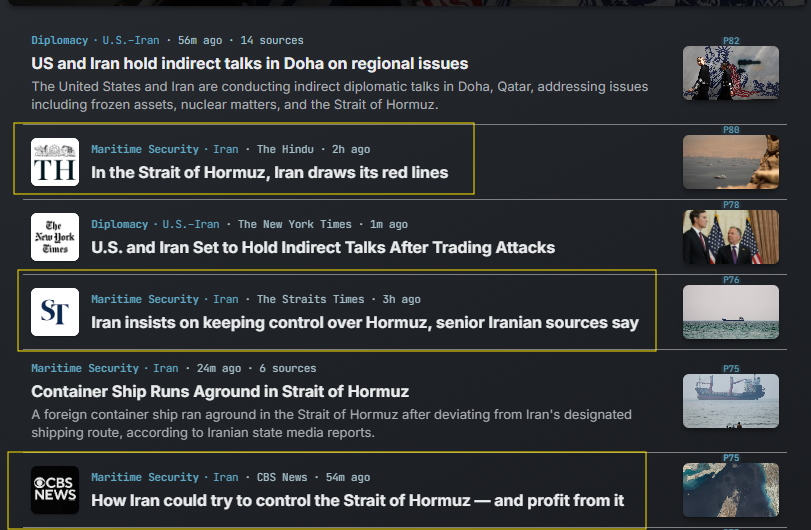 Diplomacy · U.S.–Iran · 56m ago · 14 sources
P82
US and Iran hold indirect talks in Doha on regional issues
The United States and Iran are conducting indirect diplomatic talks in Doha, Qatar, addressing issues
including frozen assets, nuclear matters, and the Strait of Hormuz.
TH
Maritime Security · Iran · The Hindu · 2h ago
P80
In the Strait of Hormuz, Iran draws its red lines
The
New York
Times
Diplomacy · U.S.–Iran · The New York Times · 1m ago
P78
U.S. and Iran Set to Hold Indirect Talks After Trading Attacks
ST
Maritime Security · Iran · The Straits Times · 3h ago
P76
Iran insists on keeping control over Hormuz, senior Iranian sources say
Maritime Security · Iran · 24m ago · 6 sources
P75
Container Ship Runs Aground in Strait of Hormuz
A foreign container ship ran aground in the Strait of Hormuz after deviating from Iran's designated
shipping route, according to Iranian state media reports.
CBS
NEWS
Maritime Security · Iran · CBS News · 54m ago
P75
How Iran could try to control the Strait of Hormuz — and profit from it